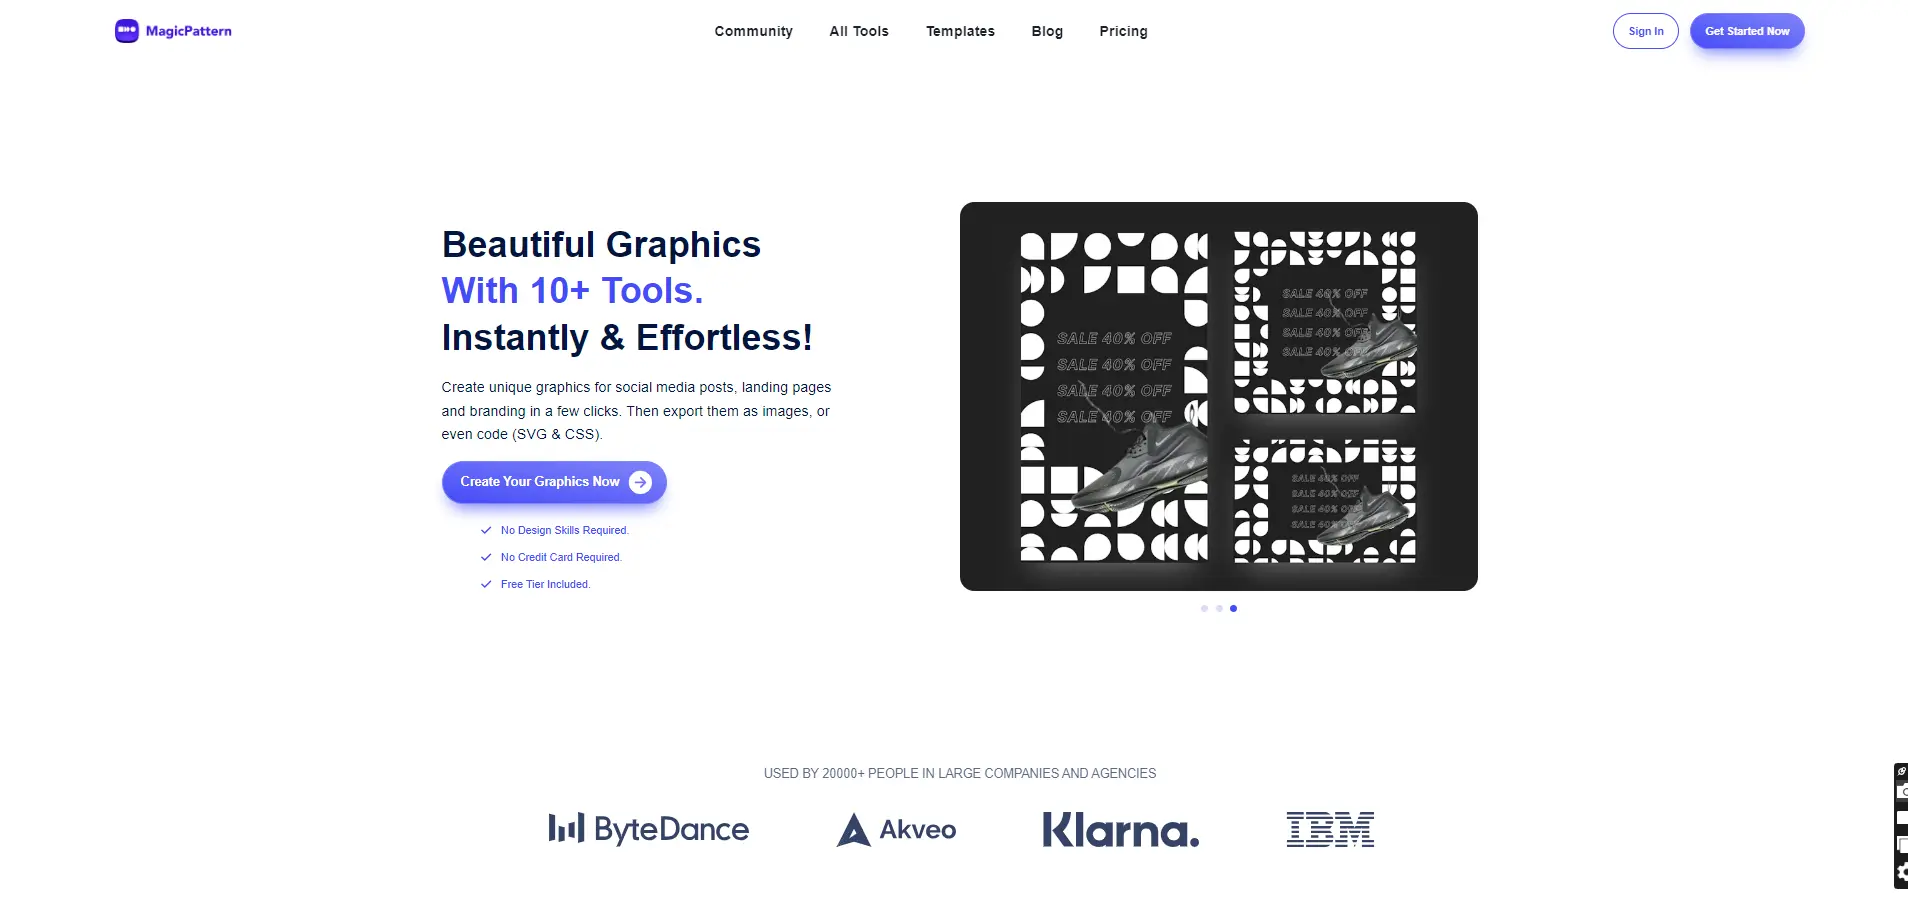 MagicPattern
Community
All Tools
Templates
Blog
Pricing
Sign In
Get Started Now
Beautiful Graphics
With 10+ Tools.
Instantly & Effortless!
Create unique graphics for social media posts, landing pages
and branding in a few clicks. Then export them as images, or
even code (SVG & CSS).
Create Your Graphics Now
No Design Skills Required.
No Credit Card Required.
Free Tier Included.
SALE 40% OFF
SALE 40% OFF
SALE 40% OFF
SALE 40% OFF
SALE 40% OFF
SALE 40% OFF
SALE 40% OFF
SALE 40% OFF
SALE 40% OFF
SALE 40% OFF
SALE 40% OFF
SALE 40% OFF
USED BY 20000+ PEOPLE IN LARGE COMPANIES AND AGENCIES
ByteDance
Akveo
Klarna.
IBM